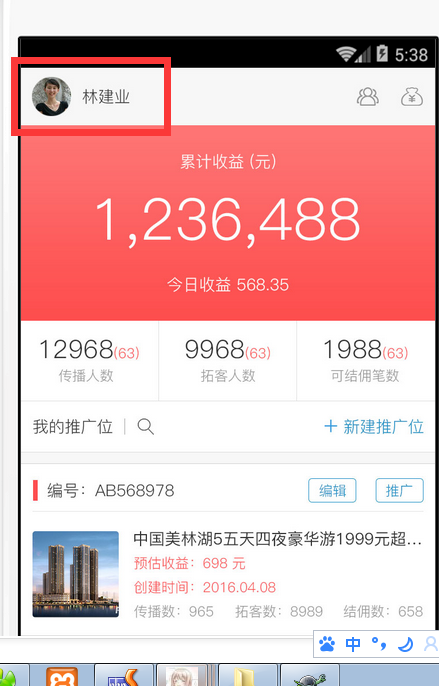 5:38
林建业
累计收益 (元)
1,236,488
今日收益 568.35
12968(63) 9968(63) 1988(63)
传播人数 拓客人数 可结佣笔数
我的推广位 + 新建推广位
编号：AB568978 编辑 推广
中国美林湖5五天四夜豪华游1999元超...
预估收益：698 元
创建时间：2016.04.08
传播数：965 拓客数：8989 结佣数：658
中